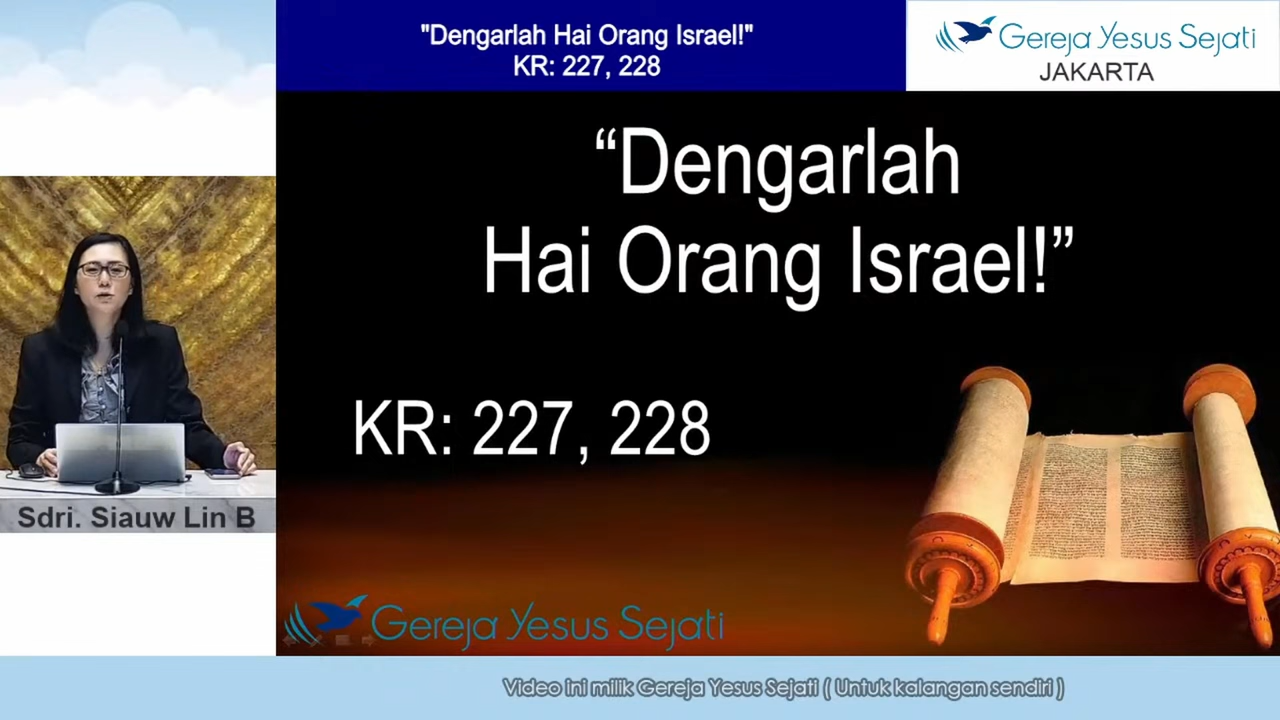 "Dengarlah Hai Orang Israel!"
KR: 227, 228
Gereja Yesus Sejati
JAKARTA
“Dengarlah
Hai Orang Israel!”
KR: 227, 228
Sdri. Siauw Lin B
Gereja Yesus Sejati
Video ini milik Gereja Yesus Sejati ( Untuk kalangan sendiri )